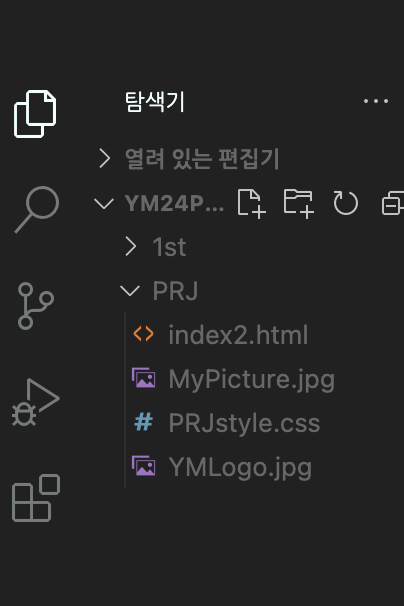 탐색기
열려 있는 편집기
YM24P...
1st
PRJ
index2.html
MyPicture.jpg
PRJstyle.css
YMLogo.jpg